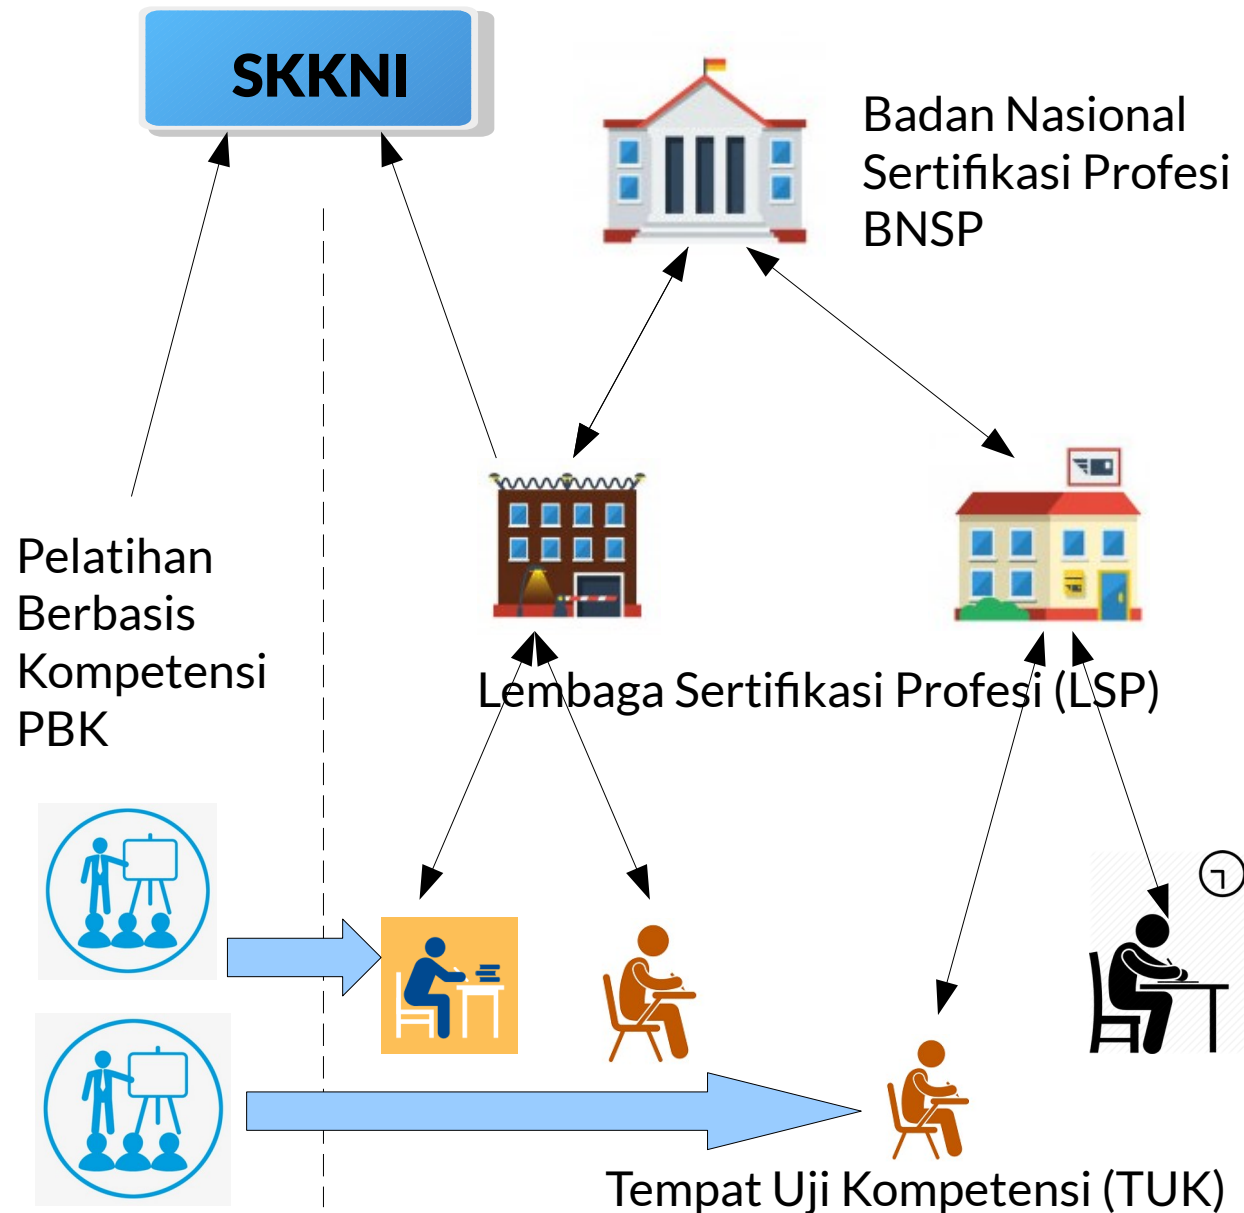 SKKNI
Badan Nasional
Sertifikasi Profesi
BNSP
Pelatihan
Berbasis
Kompetensi
PBK
Lembaga Sertifikasi Profesi (LSP)
Tempat Uji Kompetensi (TUK)